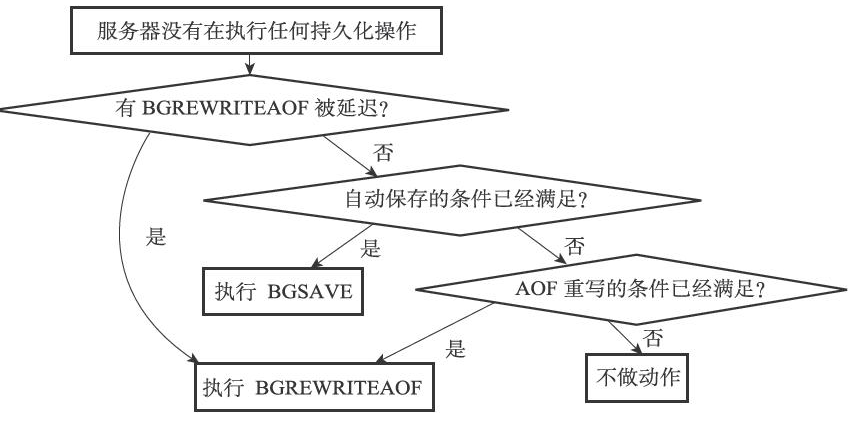 服务器没有在执行任何持久化操作
有 BGREWRITEAOF 被延迟?
否
自动保存的条件已经满足?
是
是
否
执行 BGSAVE
AOF 重写的条件已经满足?
是
否
执行 BGREWRITEAOF
不做动作